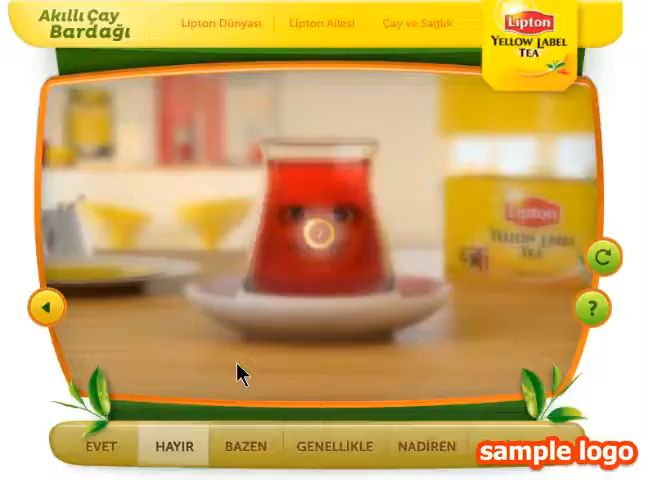 Akıllı Çay
Bardağı
Lipton Dünyası
Lipton Ailesi
Çay ve Sağlık
Lipton
YELLOW LABEL
TEA
Lipton
YELLOW LABEL
TEA
?
EVET
HAYIR
BAZEN
GENELLİKLE
NADİREN
sample logo